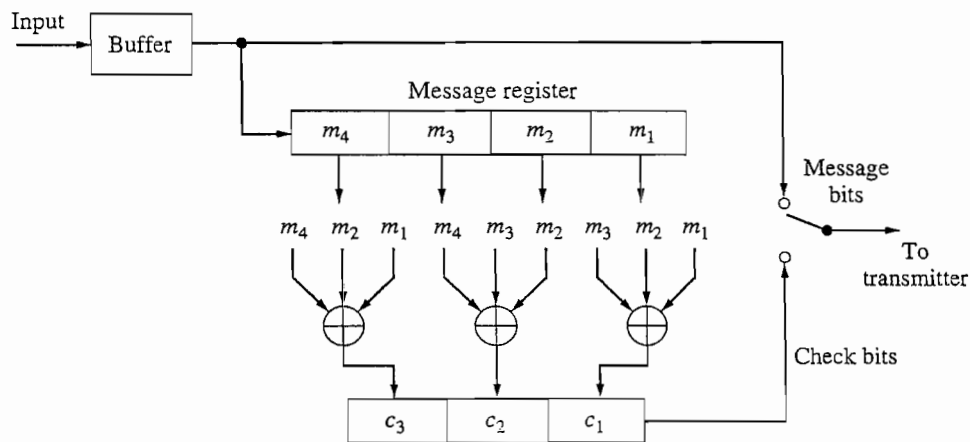 Input
Buffer
Message register
m₄ m₃ m₂ m₁
Message
bits
m₄ m₂ m₁ m₄ m₃ m₂ m₃ m₂ m₁
To
transmitter
Check bits
c₃ c₂ c₁